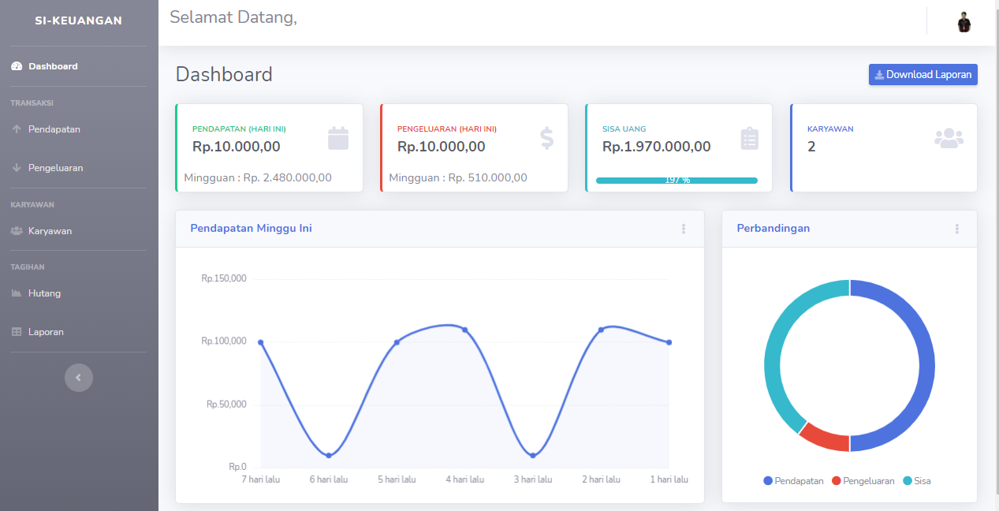 SI-KEUANGAN
Dashboard
TRANSAKSI
Pendapatan
Pengeluaran
KARYAWAN
Karyawan
TAGIHAN
Hutang
Laporan
Selamat Datang,
Dashboard
Download Laporan
PENDAPATAN (HARI INI)
Rp.10.000,00
Mingguan : Rp. 2.480.000,00
PENGELUARAN (HARI INI)
Rp.10.000,00
Mingguan : Rp. 510.000,00
SISA UANG
Rp.1.970.000,00
197 %
KARYAWAN
2
Pendapatan Minggu Ini
Rp.150,000
Rp.100,000
Rp.50,000
Rp.0
7 hari lalu 6 hari lalu 5 hari lalu 4 hari lalu 3 hari lalu 2 hari lalu 1 hari lalu
Perbandingan
Pendapatan Pengeluaran Sisa